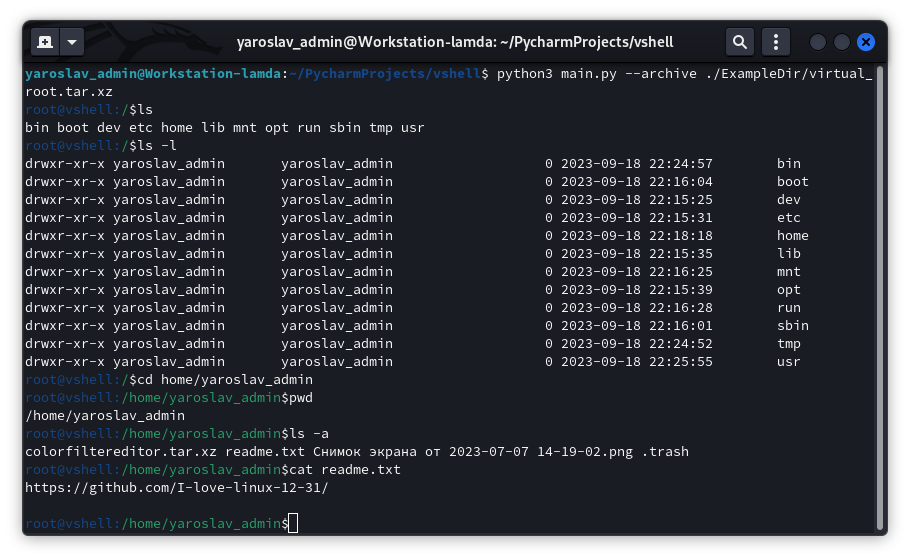 yaroslav_admin@Workstation-lamda: ~/PycharmProjects/vshell
yaroslav_admin@Workstation-lamda:~/PycharmProjects/vshell$ python3 main.py --archive ./ExampleDir/virtual_
root.tar.xz
root@vshell:/$ls
bin boot dev etc home lib mnt opt run sbin tmp usr
root@vshell:/$ls -l
drwxr-xr-x yaroslav_admin       yaroslav_admin                   0 2023-09-18 22:24:57        bin
drwxr-xr-x yaroslav_admin       yaroslav_admin                   0 2023-09-18 22:16:04        boot
drwxr-xr-x yaroslav_admin       yaroslav_admin                   0 2023-09-18 22:15:25        dev
drwxr-xr-x yaroslav_admin       yaroslav_admin                   0 2023-09-18 22:15:31        etc
drwxr-xr-x yaroslav_admin       yaroslav_admin                   0 2023-09-18 22:18:18        home
drwxr-xr-x yaroslav_admin       yaroslav_admin                   0 2023-09-18 22:15:35        lib
drwxr-xr-x yaroslav_admin       yaroslav_admin                   0 2023-09-18 22:16:25        mnt
drwxr-xr-x yaroslav_admin       yaroslav_admin                   0 2023-09-18 22:15:39        opt
drwxr-xr-x yaroslav_admin       yaroslav_admin                   0 2023-09-18 22:16:28        run
drwxr-xr-x yaroslav_admin       yaroslav_admin                   0 2023-09-18 22:16:01        sbin
drwxr-xr-x yaroslav_admin       yaroslav_admin                   0 2023-09-18 22:24:52        tmp
drwxr-xr-x yaroslav_admin       yaroslav_admin                   0 2023-09-18 22:25:55        usr
root@vshell:/$cd home/yaroslav_admin
root@vshell:/home/yaroslav_admin$pwd
/home/yaroslav_admin
root@vshell:/home/yaroslav_admin$ls -a
colorfiltereditor.tar.xz readme.txt Снимок экрана от 2023-07-07 14-19-02.png .trash
root@vshell:/home/yaroslav_admin$cat readme.txt
https://github.com/I-love-linux-12-31/
root@vshell:/home/yaroslav_admin$